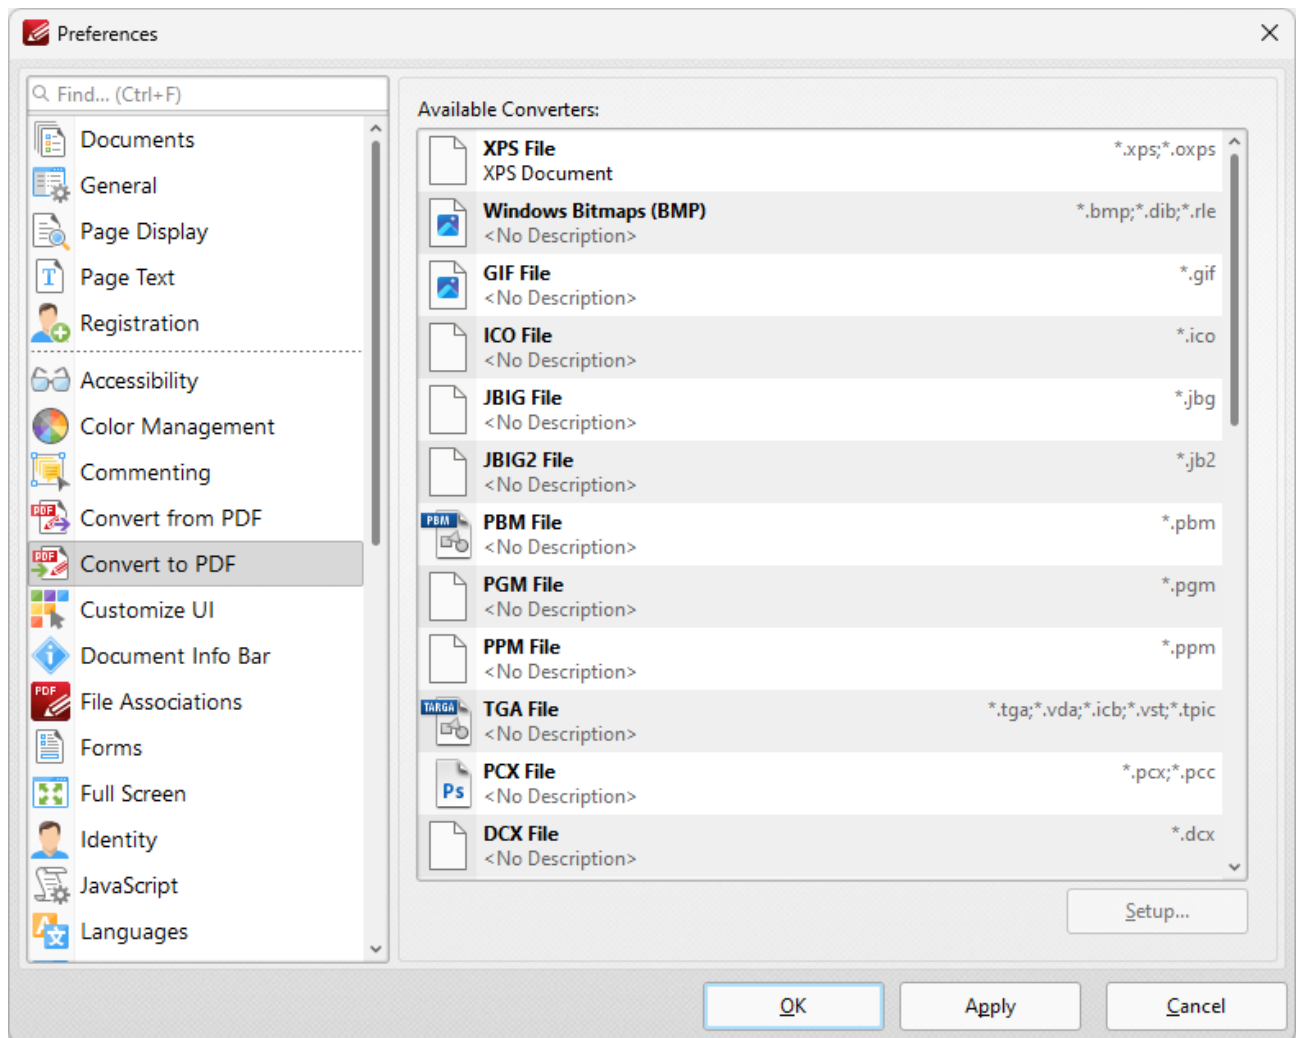 Preferences
Find... (Ctrl+F)
Documents
General
Page Display
T
Page Text
Registration
Accessibility
Color Management
Commenting
PDF
Convert from PDF
PDF
Convert to PDF
Customize UI
i
Document Info Bar
PDF
File Associations
Forms
Full Screen
Identity
JavaScript
A
文
Languages
Available Converters:
XPS File *.xps;*.oxps
XPS Document
Windows Bitmaps (BMP) *.bmp;*.dib;*.rle
<No Description>
GIF File *.gif
<No Description>
ICO File *.ico
<No Description>
JBIG File *.jbg
<No Description>
JBIG2 File *.jb2
<No Description>
PBM
PBM File *.pbm
<No Description>
PGM File *.pgm
<No Description>
PPM File *.ppm
<No Description>
TARGA
TGA File *.tga;*.vda;*.icb;*.vst;*.tpic
<No Description>
Ps
PCX File *.pcx;*.pcc
<No Description>
DCX File *.dcx
<No Description>
Setup...
OK Apply Cancel